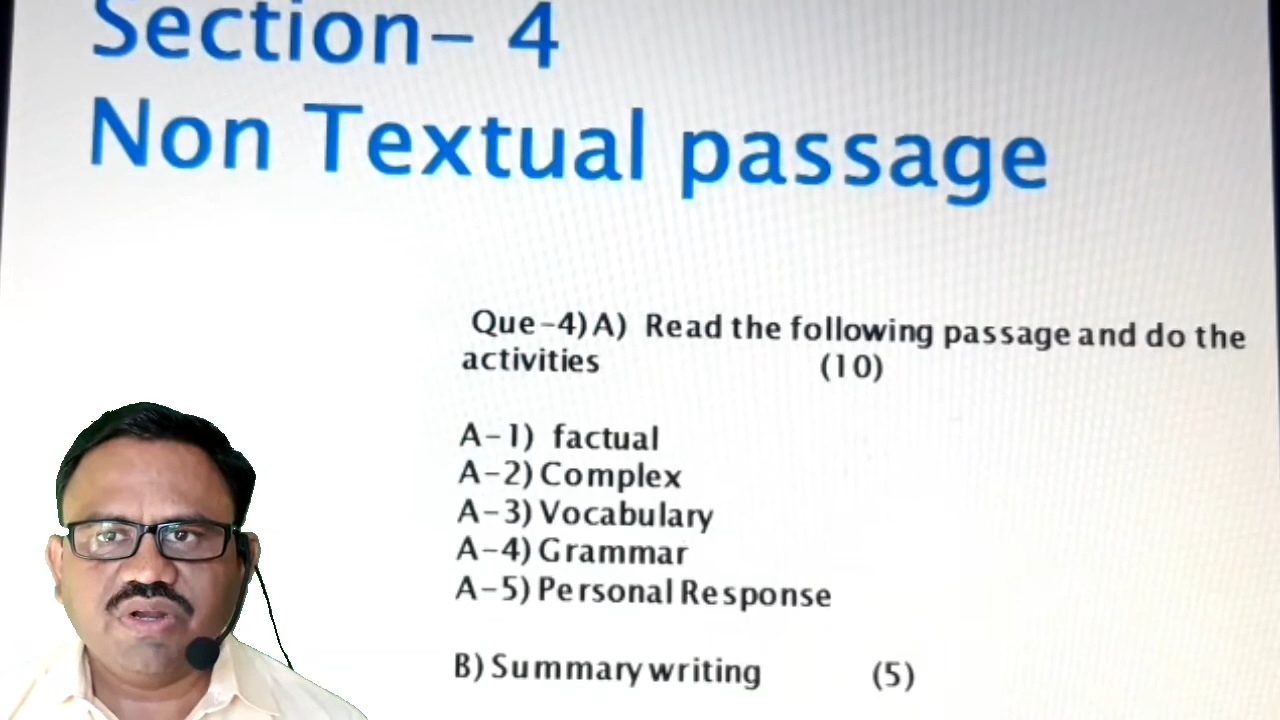 Section- 4
Non Textual passage
Que-4)A) Read the following passage and do the
activities (10)
A-1) factual
A-2) Complex
A-3) Vocabulary
A-4) Grammar
A-5) Personal Response
B) Summary writing (5)